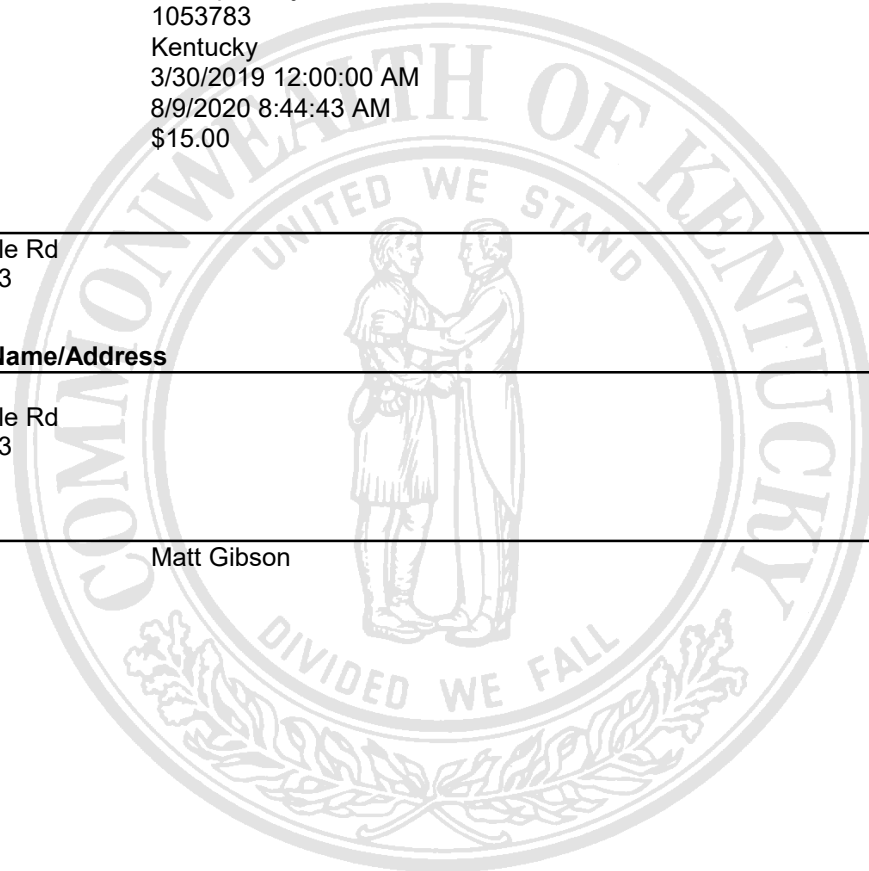 1053783
Kentucky
3/30/2019 12:00:00 AM
8/9/2020 8:44:43 AM
$15.00
COMMONWEALTH OF KENTUCKY
UNITED WE STAND
le Rd
3
Name/Address
le Rd
3
Matt Gibson
DIVIDED WE FALL